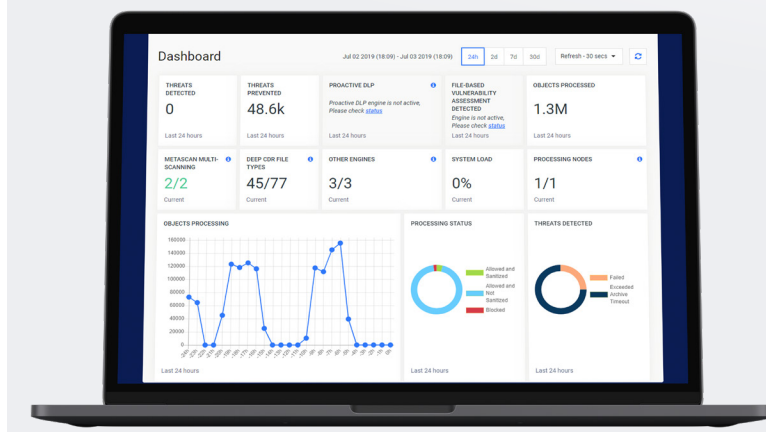 Dashboard
Jul 02 2019 (18:09) - Jul 03 2019 (18:09)
24h
2d
7d
30d
Refresh - 30 secs
THREATS
DETECTED
0
Last 24 hours
THREATS
PREVENTED
48.6k
Last 24 hours
PROACTIVE DLP
Proactive DLP engine is not active,
Please check status
Last 24 hours
FILE-BASED
VULNERABILITY
ASSESSMENT
DETECTED
Engine is not active,
Please check status
Last 24 hours
OBJECTS PROCESSED
1.3M
Last 24 hours
METASCAN MULTI-
SCANNING
2/2
Current
DEEP CDR FILE
TYPES
45/77
Current
OTHER ENGINES
3/3
Current
SYSTEM LOAD
0%
Current
PROCESSING NODES
1/1
Current
OBJECTS PROCESSING
160000
140000
120000
100000
80000
60000
40000
20000
0
Last 24 hours
PROCESSING STATUS
Allowed and
Sanitized
Allowed and
Not
Sanitized
Blocked
Last 24 hours
THREATS DETECTED
Failed
Exceeded
Archive
Timeout
Last 24 hours